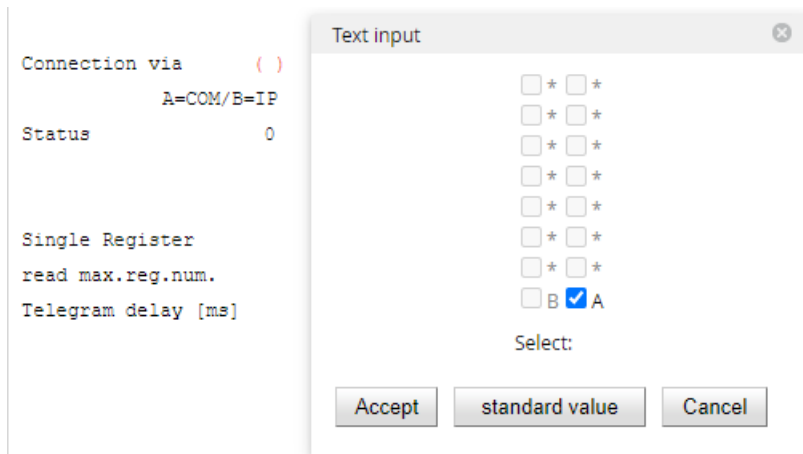 Text input
Connection via ( )
A=COM/B=IP
Status 0
Single Register
read max.reg.num.
Telegram delay [ms]
* *
* *
* *
* *
* *
* *
* *
B A
Select:
Accept standard value Cancel